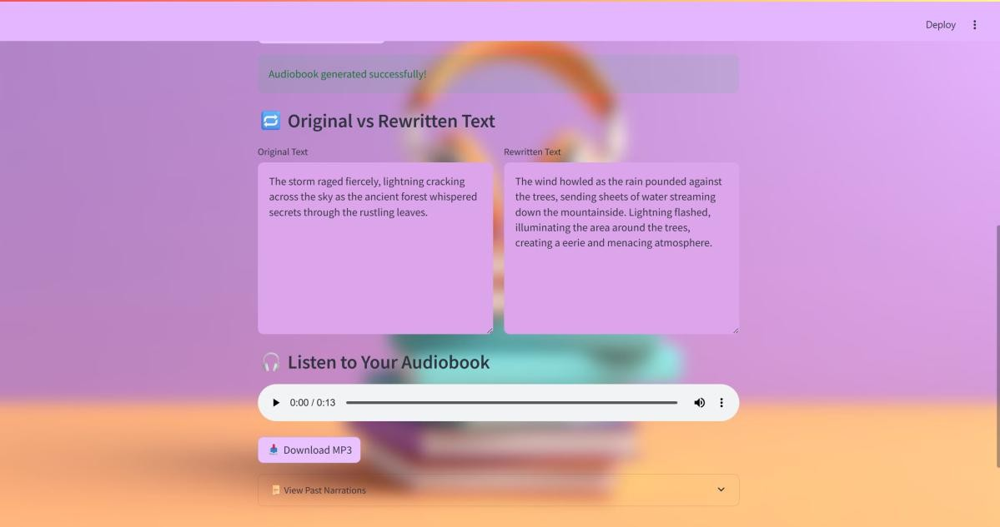 Deploy
Audiobook generated successfully!
Original vs Rewritten Text
Original Text
The storm raged fiercely, lightning cracking
across the sky as the ancient forest whispered
secrets through the rustling leaves.
Rewritten Text
The wind howled as the rain pounded against
the trees, sending sheets of water streaming
down the mountainside. Lightning flashed,
illuminating the area around the trees,
creating a eerie and menacing atmosphere.
Listen to Your Audiobook
0:00 / 0:13
Download MP3
View Past Narrations